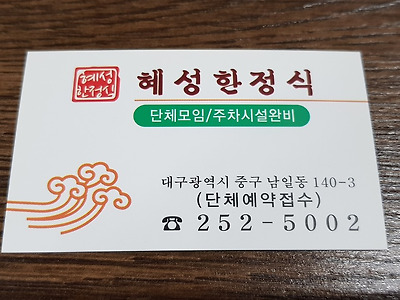 혜성
한정식
혜성한정식
단체모임/주차시설완비
대구광역시 중구 남일동 140-3
(단체예약접수)
☎ 252-5002